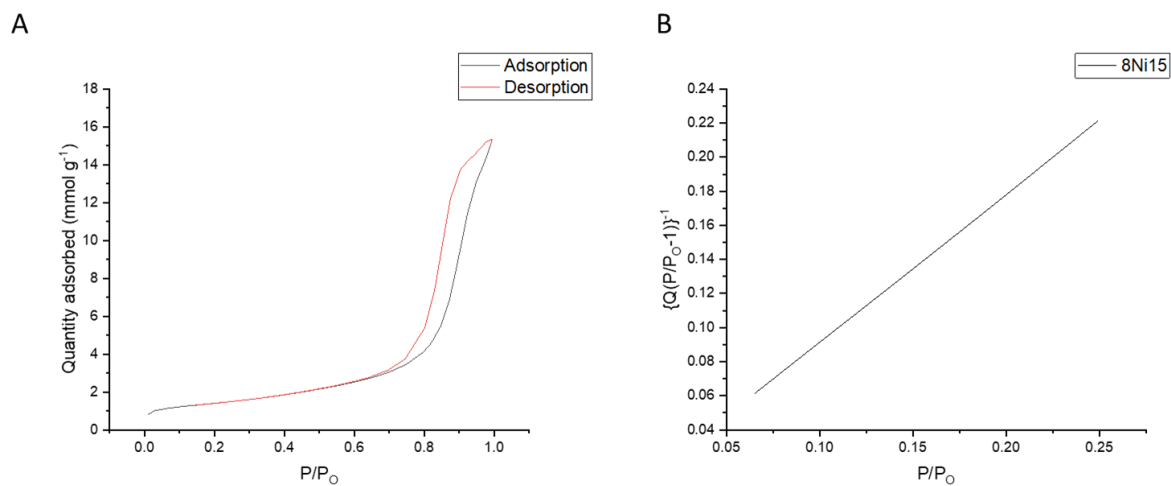 A
Adsorption
Desorption
Quantity adsorbed (mmol g⁻¹)
18
16
14
12
10
8
6
4
2
0
0.0 0.2 0.4 0.6 0.8 1.0
P/P₀
B
8Ni15
{Q(P/P₀-1)}⁻¹
0.24
0.22
0.20
0.18
0.16
0.14
0.12
0.10
0.08
0.06
0.04
0.05 0.10 0.15 0.20 0.25
P/P₀